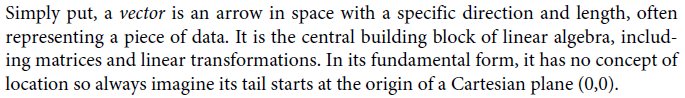 Simply put, a vector is an arrow in space with a specific direction and length, often
representing a piece of data. It is the central building block of linear algebra, includ-
ing matrices and linear transformations. In its fundamental form, it has no concept of
location so always imagine its tail starts at the origin of a Cartesian plane (0,0).